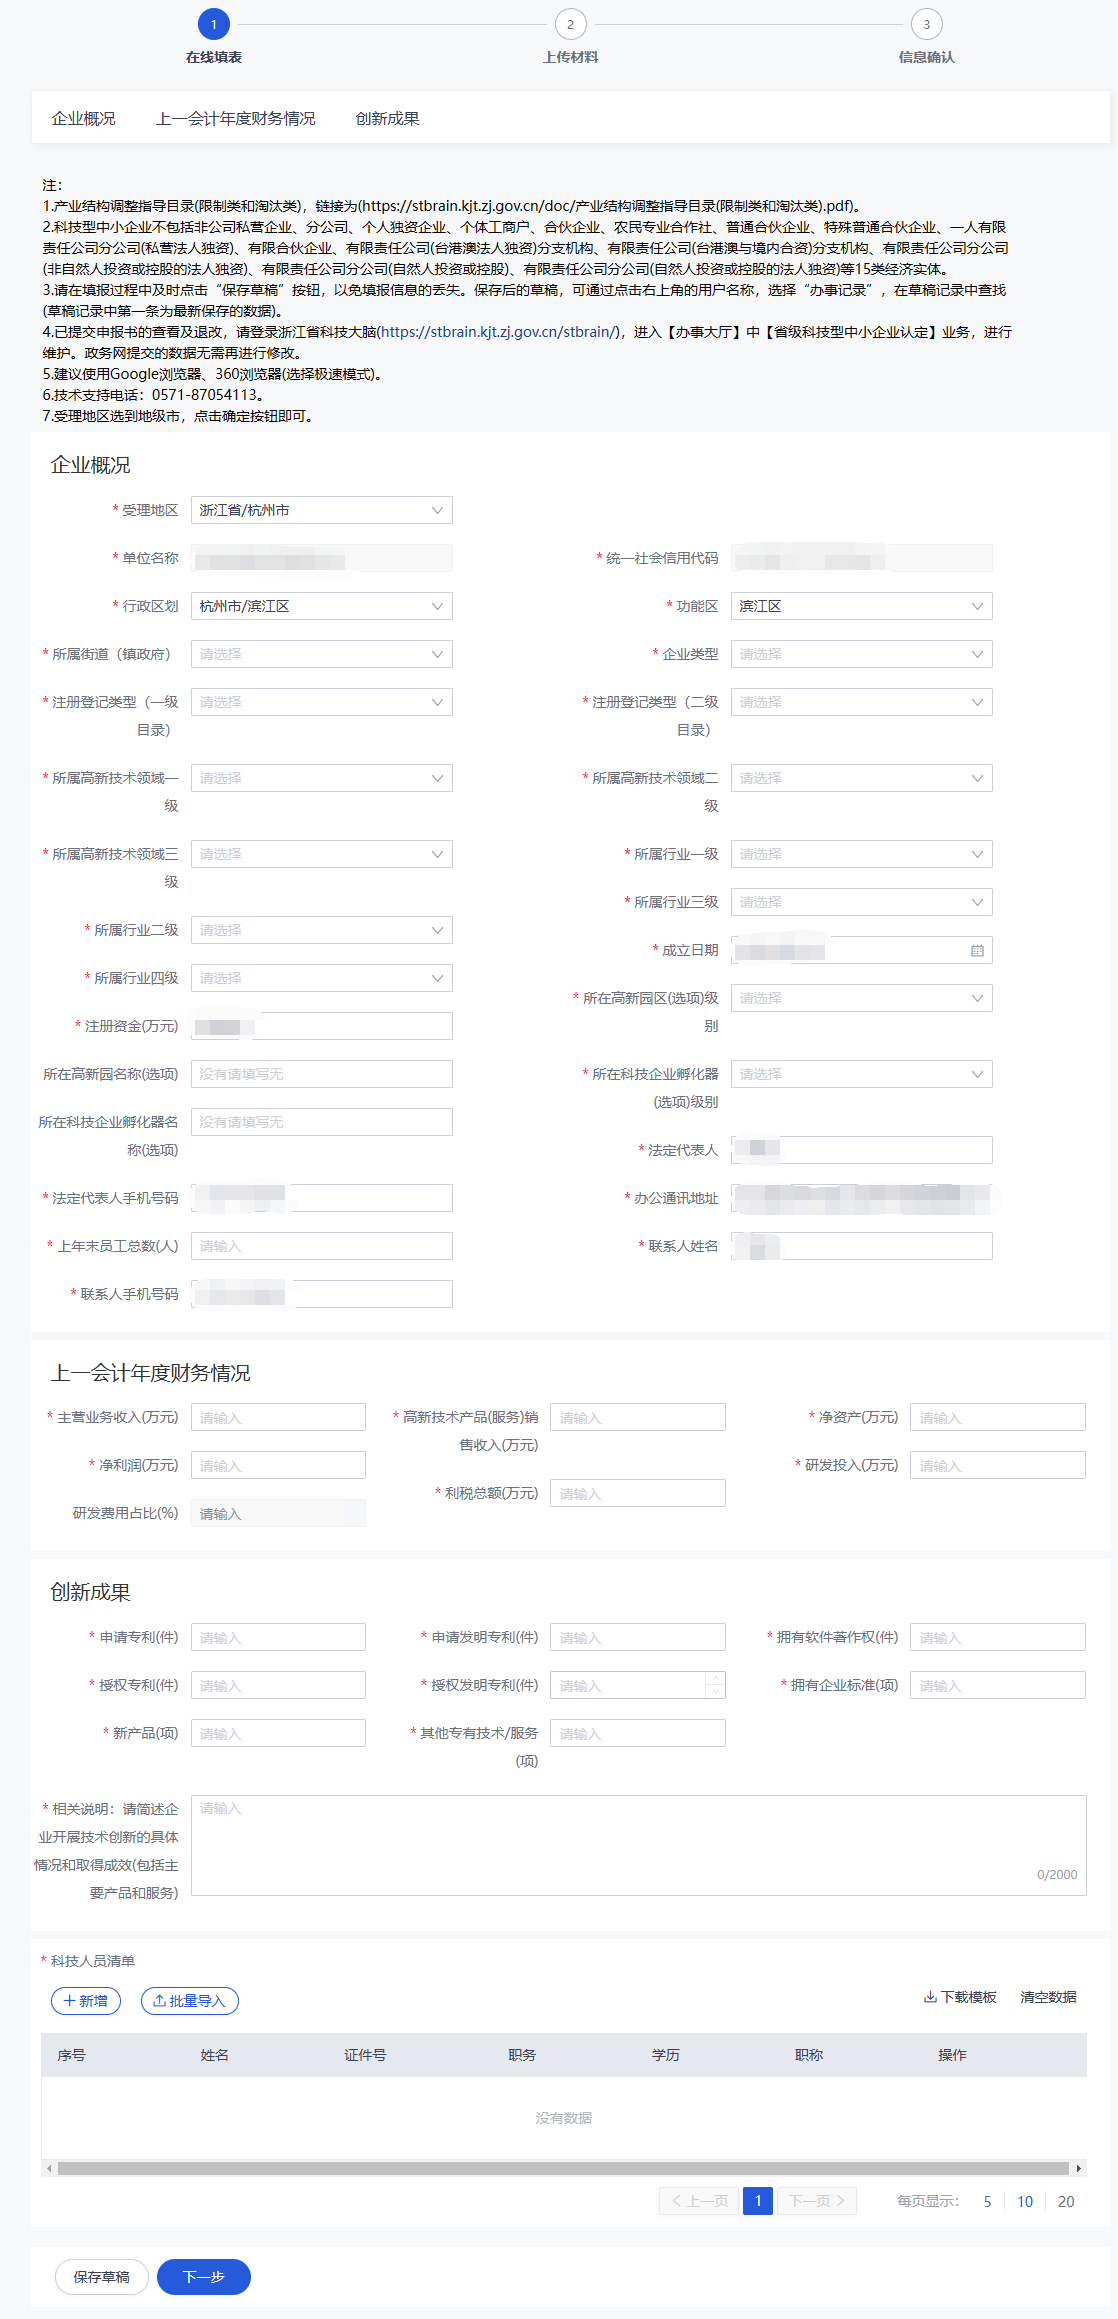 1
2
3
在线填表
上传材料
信息确认
企业概况
上一会计年度财务情况
创新成果
注：
1.产业结构调整指导目录(限制类和淘汰类)，链接为(https://stbrain.kjt.zj.gov.cn/doc/产业结构调整指导目录(限制类和淘汰类).pdf)。
2.科技型中小企业不包括非公司私营企业、分公司、个人独资企业、个体工商户、合伙企业、农民专业合作社、普通合伙企业、特殊普通合伙企业、一人有限
责任公司分公司(私营法人独资)、有限合伙企业、有限责任公司(台港澳法人独资)分支机构、有限责任公司(台港澳与境内合资)分支机构、有限责任公司分公司
(非自然人投资或控股的法人独资)、有限责任公司分公司(自然人投资或控股)、有限责任公司分公司(自然人投资或控股的法人独资)等15类经济实体。
3.请在填报过程中及时点击“保存草稿”按钮，以免填报信息的丢失。保存后的草稿，可通过点击右上角的用户名称，选择“办事记录”，在草稿记录中查找
(草稿记录中第一条为最新保存的数据)。
4.已提交申报书的查看及退改，请登录浙江省科技大脑(https://stbrain.kjt.zj.gov.cn/stbrain/)，进入【办事大厅】中【省级科技型中小企业认定】业务，进行
维护。政务网提交的数据无需再进行修改。
5.建议使用Google浏览器、360浏览器(选择极速模式)。
6.技术支持电话：0571-87054113。
7.受理地区选到地级市，点击确定按钮即可。
企业概况
* 受理地区 浙江省/杭州市
* 单位名称
* 统一社会信用代码
* 行政区划 杭州市/滨江区
* 功能区 滨江区
* 所属街道（镇政府） 请选择
* 企业类型 请选择
* 注册登记类型（一级
目录） 请选择
* 注册登记类型（二级
目录） 请选择
* 所属高新技术领域一
级 请选择
* 所属高新技术领域二
级 请选择
* 所属高新技术领域三
级 请选择
* 所属行业一级 请选择
* 所属行业三级 请选择
* 所属行业二级 请选择
* 成立日期
* 所属行业四级 请选择
* 所在高新园区(选项)级
别 请选择
* 注册资金(万元)
所在高新园名称(选项) 没有请填写无
* 所在科技企业孵化器
(选项)级别 请选择
所在科技企业孵化器名
称(选项) 没有请填写无
* 法定代表人
* 法定代表人手机号码
* 办公通讯地址
* 上年末员工总数(人) 请输入
* 联系人姓名
* 联系人手机号码
上一会计年度财务情况
* 主营业务收入(万元) 请输入
* 高新技术产品(服务)销
售收入(万元) 请输入
* 净资产(万元) 请输入
* 净利润(万元) 请输入
* 研发投入(万元) 请输入
* 利税总额(万元) 请输入
研发费用占比(%) 请输入
创新成果
* 申请专利(件) 请输入
* 申请发明专利(件) 请输入
* 拥有软件著作权(件) 请输入
* 授权专利(件) 请输入
* 授权发明专利(件) 请输入
* 拥有企业标准(项) 请输入
* 新产品(项) 请输入
* 其他专有技术/服务
(项) 请输入
* 相关说明：请简述企
业开展技术创新的具体
情况和取得成效(包括主
要产品和服务)
请输入
0/2000
* 科技人员清单
新增
批量导入
下载模板
清空数据
序号 姓名 证件号 职务 学历 职称 操作
没有数据
上一页 1 下一页 每页显示： 5 10 20
保存草稿
下一步